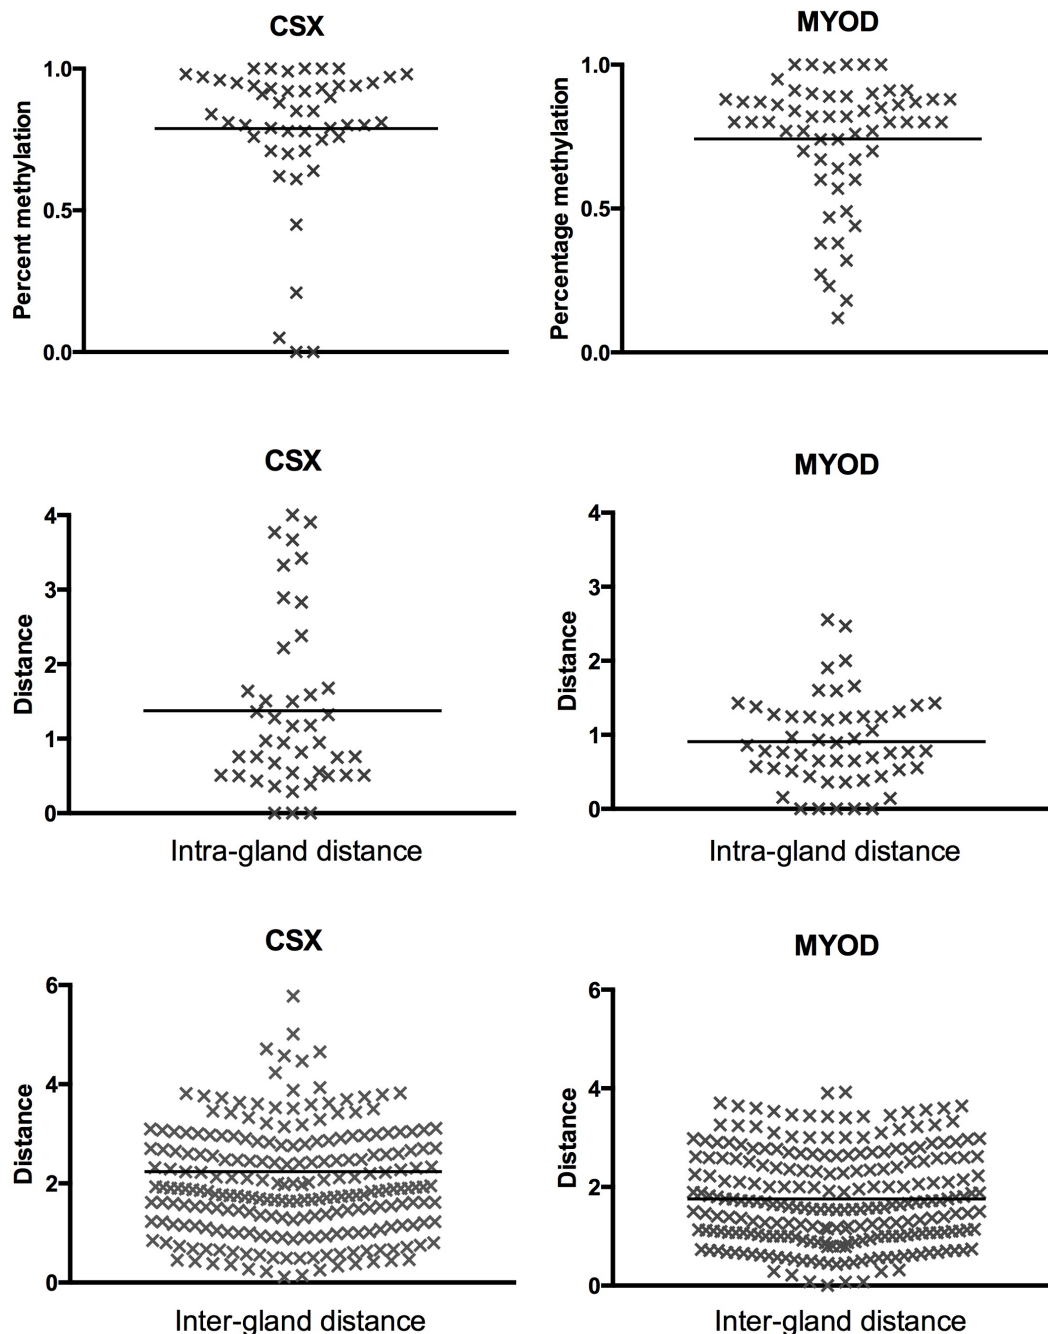 CSX
MYOD
Percent methylation
1.0
0.5
0.0
Percentage methylation
1.0
0.5
0.0
CSX
MYOD
Distance
4
3
2
1
0
Intra-gland distance
Distance
4
3
2
1
0
Intra-gland distance
CSX
MYOD
Distance
6
4
2
0
Inter-gland distance
Distance
6
4
2
0
Inter-gland distance